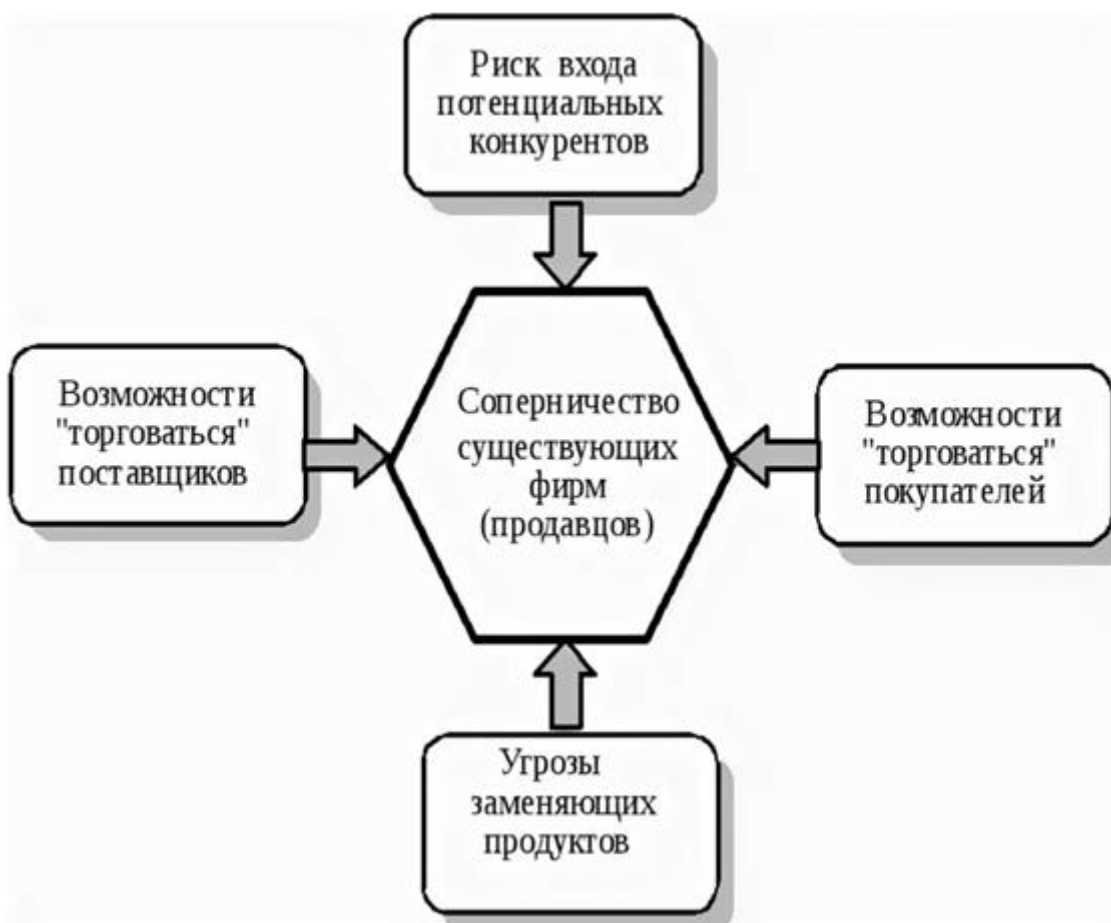 Риск входа
потенциальных
конкурентов
Возможности
"торговаться"
поставщиков
Соперничество
существующих
фирм
(продавцов)
Возможности
"торговаться"
покупателей
Угрозы
заменяющих
продуктов